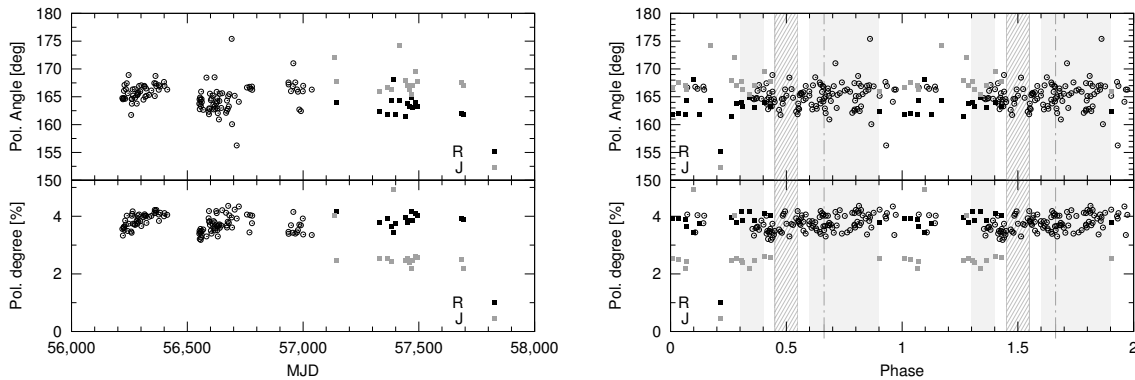 180
175
170
165
160
155
150
Pol. Angle [deg]
R
J
4
2
0
Pol. degree [%]
R
J
56,000 56,500 57,000 57,500 58,000
MJD
180
175
170
165
160
155
150
Pol. Angle [deg]
R
J
4
2
0
Pol. degree [%]
R
J
0 0.5 1 1.5 2
Phase